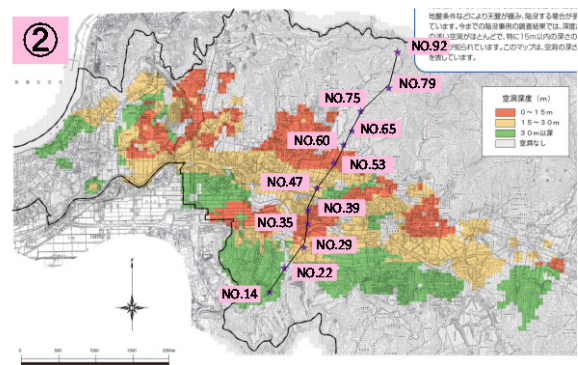 ②
地盤条件などにより天盤が緩み、陥没する場合が多
ています。今までの陥没事例の調査結果では、深度
の浅い空洞がほとんどで、特に15m以内の深さの
が知られています。このマップは、空洞の深さ
を表しています。
NO.92
NO.79
NO.75
NO.65
NO.60
NO.53
NO.47
NO.39
NO.35
NO.29
NO.22
NO.14
空洞深度（m）
0～15m
15～30m
30m以深
空洞なし
0
500
1000
1500
2000m